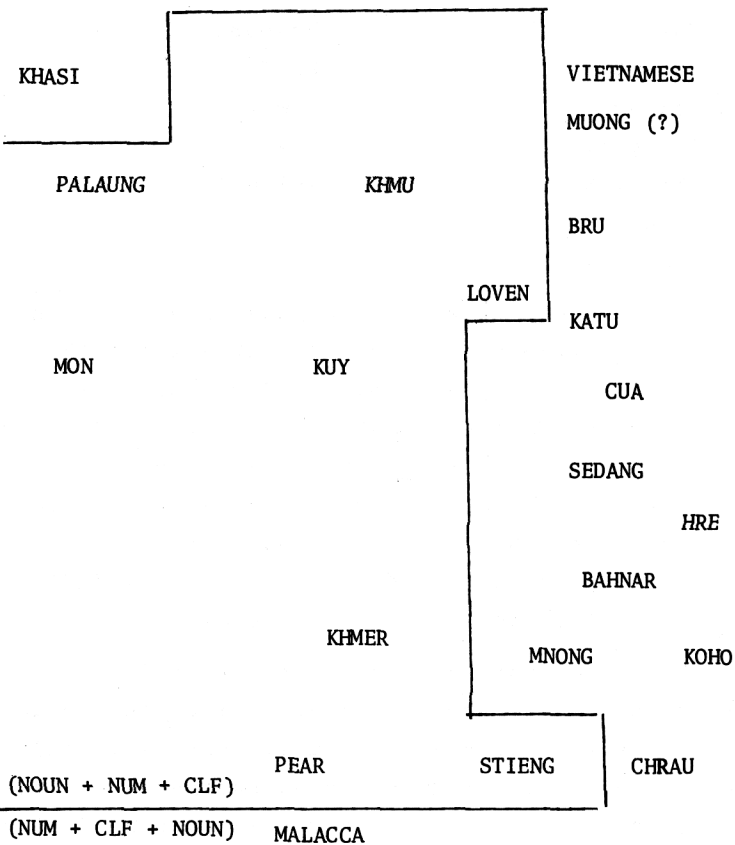 KHASI VIETNAMESE
MUONG (?)
PALAUNG KHMU
BRU
LOVEN
KATU
MON KUY
CUA
SEDANG
HRE
BAHNAR
KHMER
MNONG KOHO
PEAR STIENG CHRAU
(NOUN + NUM + CLF)
(NUM + CLF + NOUN) MALACCA